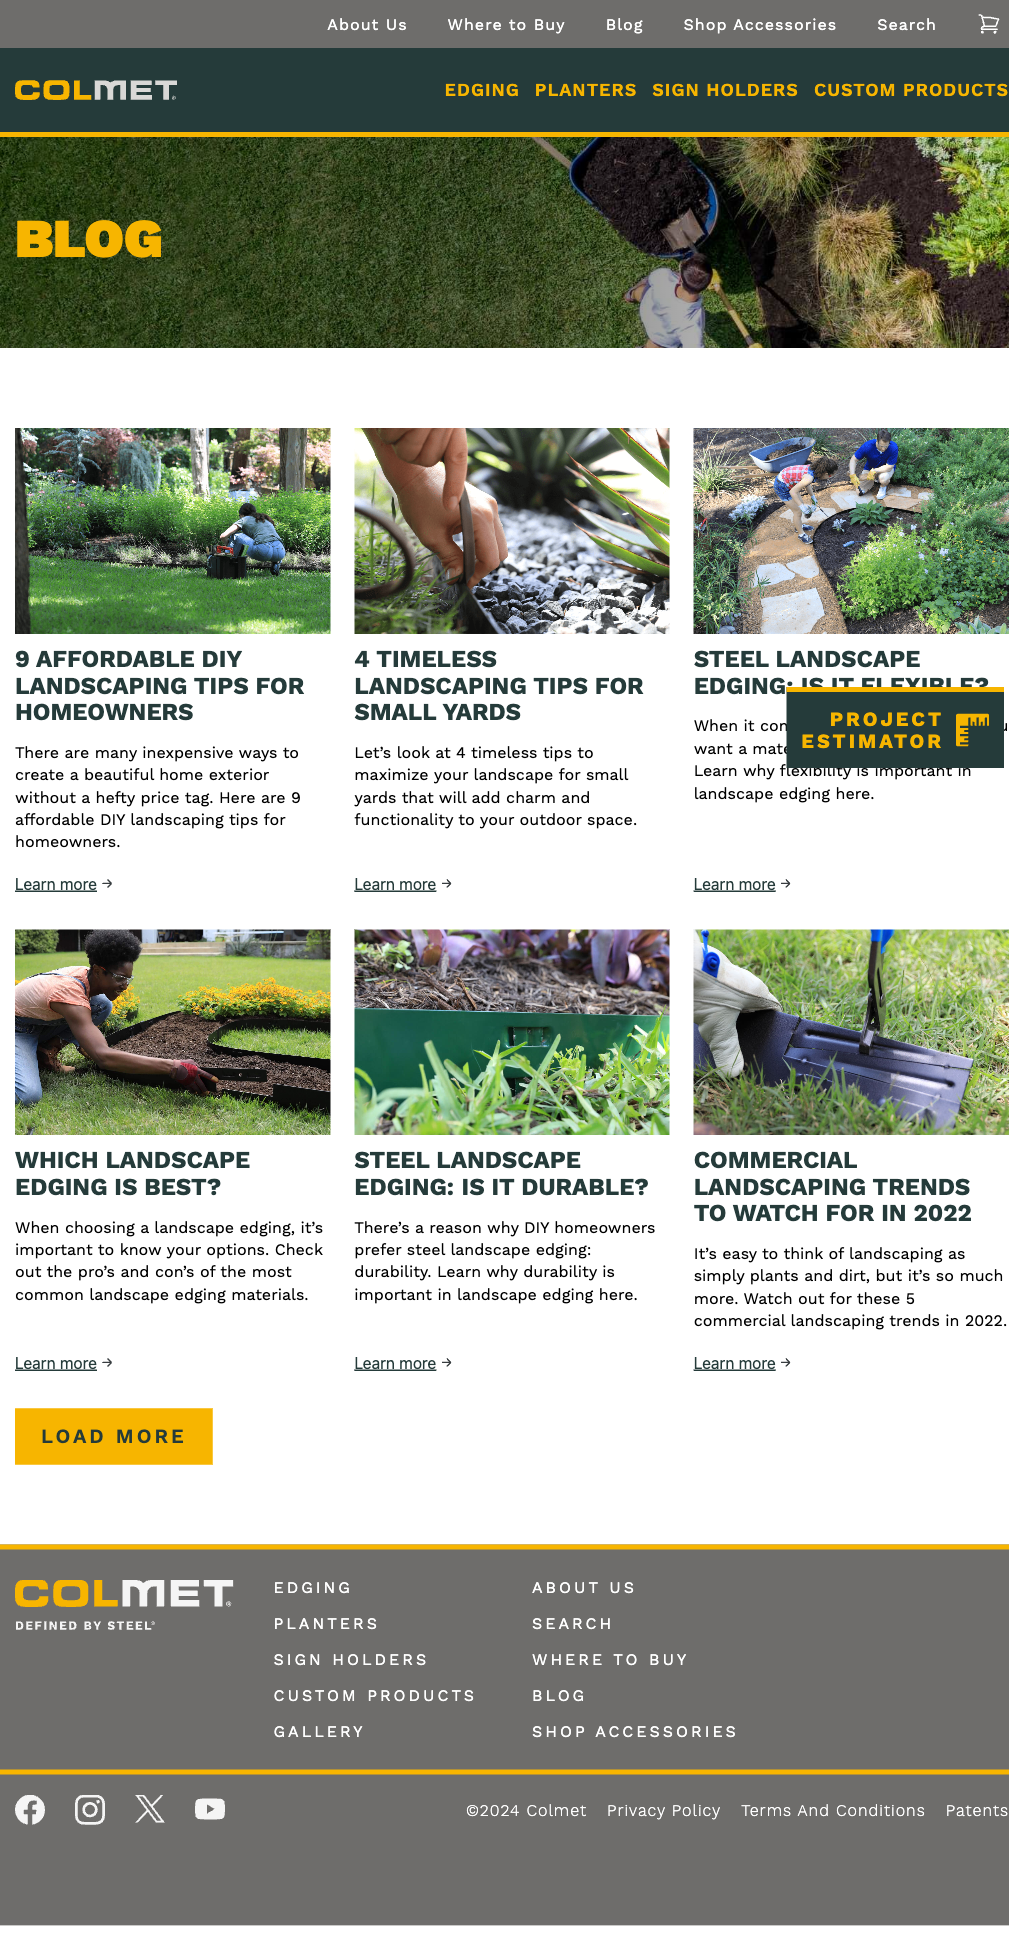 About Us Where to Buy Blog Shop Accessories Search
COLMET
EDGING PLANTERS SIGN HOLDERS CUSTOM PRODUCTS
BLOG
9 AFFORDABLE DIY
LANDSCAPING TIPS FOR
HOMEOWNERS
There are many inexpensive ways to
create a beautiful home exterior
without a hefty price tag. Here are 9
affordable DIY landscaping tips for
homeowners.
Learn more →
4 TIMELESS
LANDSCAPING TIPS FOR
SMALL YARDS
Let’s look at 4 timeless tips to
maximize your landscape for small
yards that will add charm and
functionality to your outdoor space.
Learn more →
STEEL LANDSCAPE
EDGING: IS IT FLEXIBLE?
When it
want a
Learn why flexibility is important in
landscape edging here.
Learn more →
PROJECT
ESTIMATOR
WHICH LANDSCAPE
EDGING IS BEST?
When choosing a landscape edging, it’s
important to know your options. Check
out the pro’s and con’s of the most
common landscape edging materials.
Learn more →
STEEL LANDSCAPE
EDGING: IS IT DURABLE?
There’s a reason why DIY homeowners
prefer steel landscape edging:
durability. Learn why durability is
important in landscape edging here.
Learn more →
COMMERCIAL
LANDSCAPING TRENDS
TO WATCH FOR IN 2022
It’s easy to think of landscaping as
simply plants and dirt, but it’s so much
more. Watch out for these 5
commercial landscaping trends in 2022.
Learn more →
LOAD MORE
COLMET®
DEFINED BY STEEL®
EDGING
PLANTERS
SIGN HOLDERS
CUSTOM PRODUCTS
GALLERY
ABOUT US
SEARCH
WHERE TO BUY
BLOG
SHOP ACCESSORIES
©2024 Colmet Privacy Policy Terms And Conditions Patents